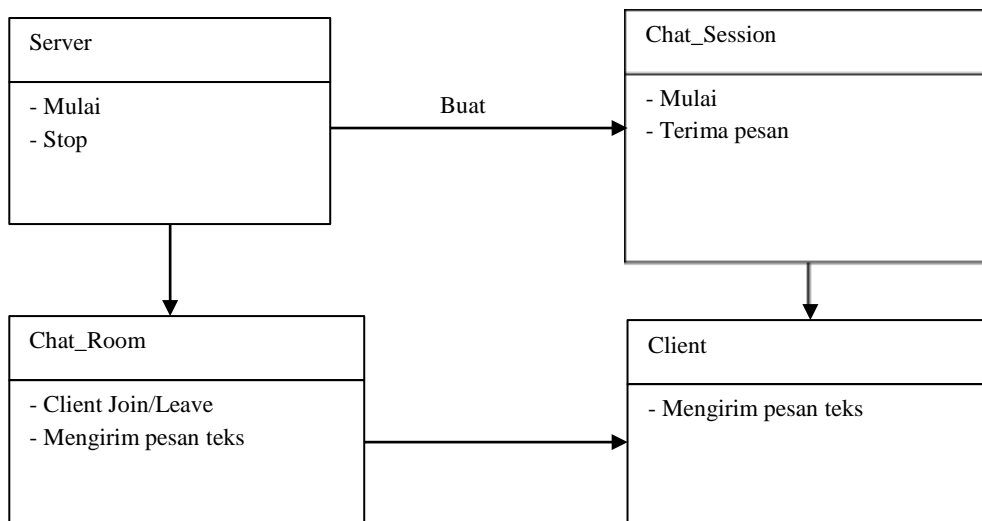 Server
- Mulai
- Stop
Buat
Chat_Session
- Mulai
- Terima pesan
Chat_Room
- Client Join/Leave
- Mengirim pesan teks
Client
- Mengirim pesan teks